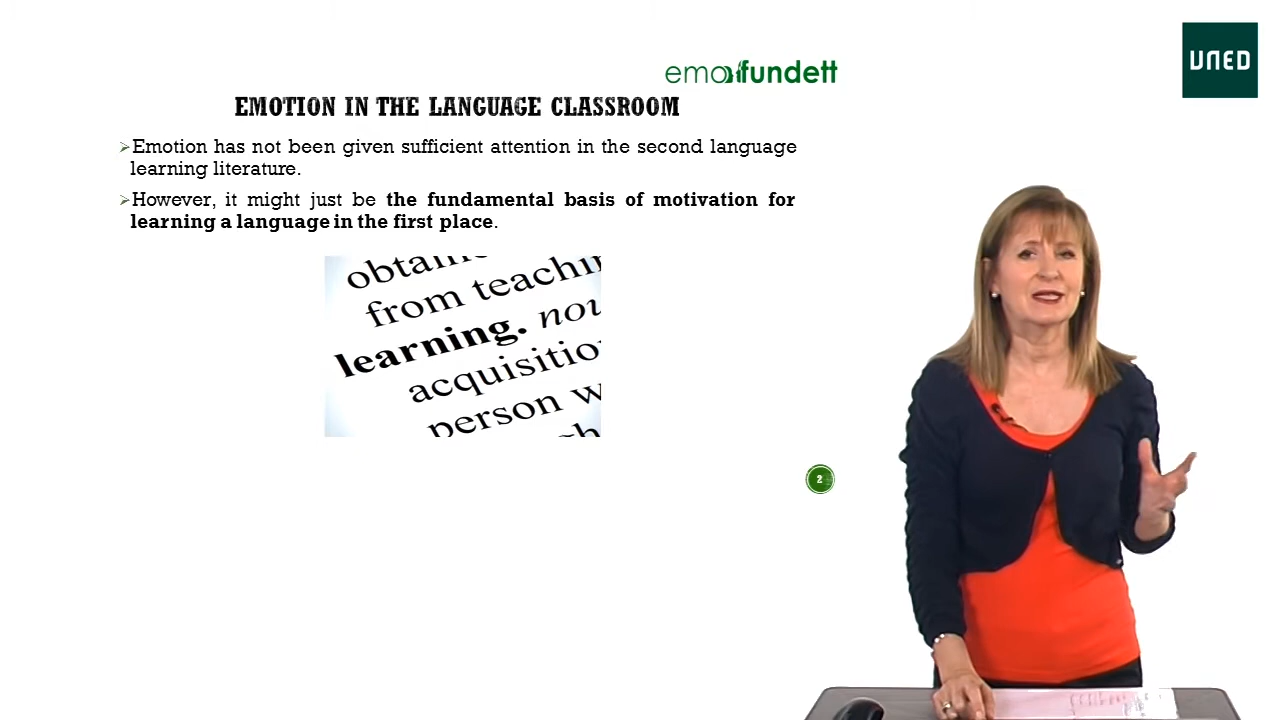 UNED
emo fundett
EMOTION IN THE LANGUAGE CLASSROOM
➢Emotion has not been given sufficient attention in the second language
learning literature.
➢However, it might just be the fundamental basis of motivation for
learning a language in the first place.
from teachin
learning. nou
acquisitio
person w
2